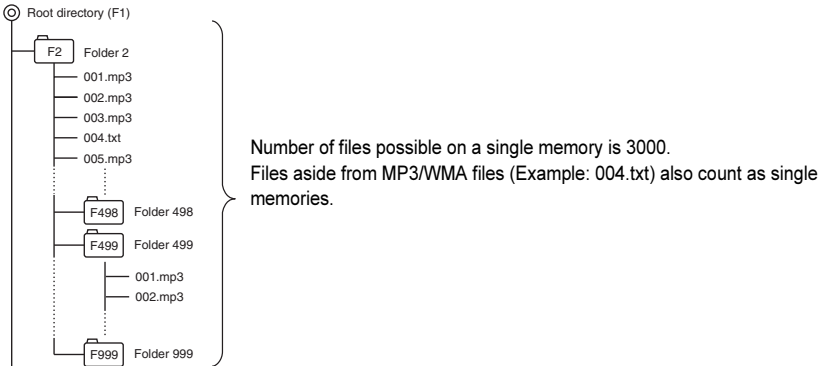 Root directory (F1)
F2 Folder 2
001.mp3
002.mp3
003.mp3
004.txt
005.mp3
Number of files possible on a single memory is 3000.
Files aside from MP3/WMA files (Example: 004.txt) also count as single
memories.
F498 Folder 498
F499 Folder 499
001.mp3
002.mp3
F999 Folder 999